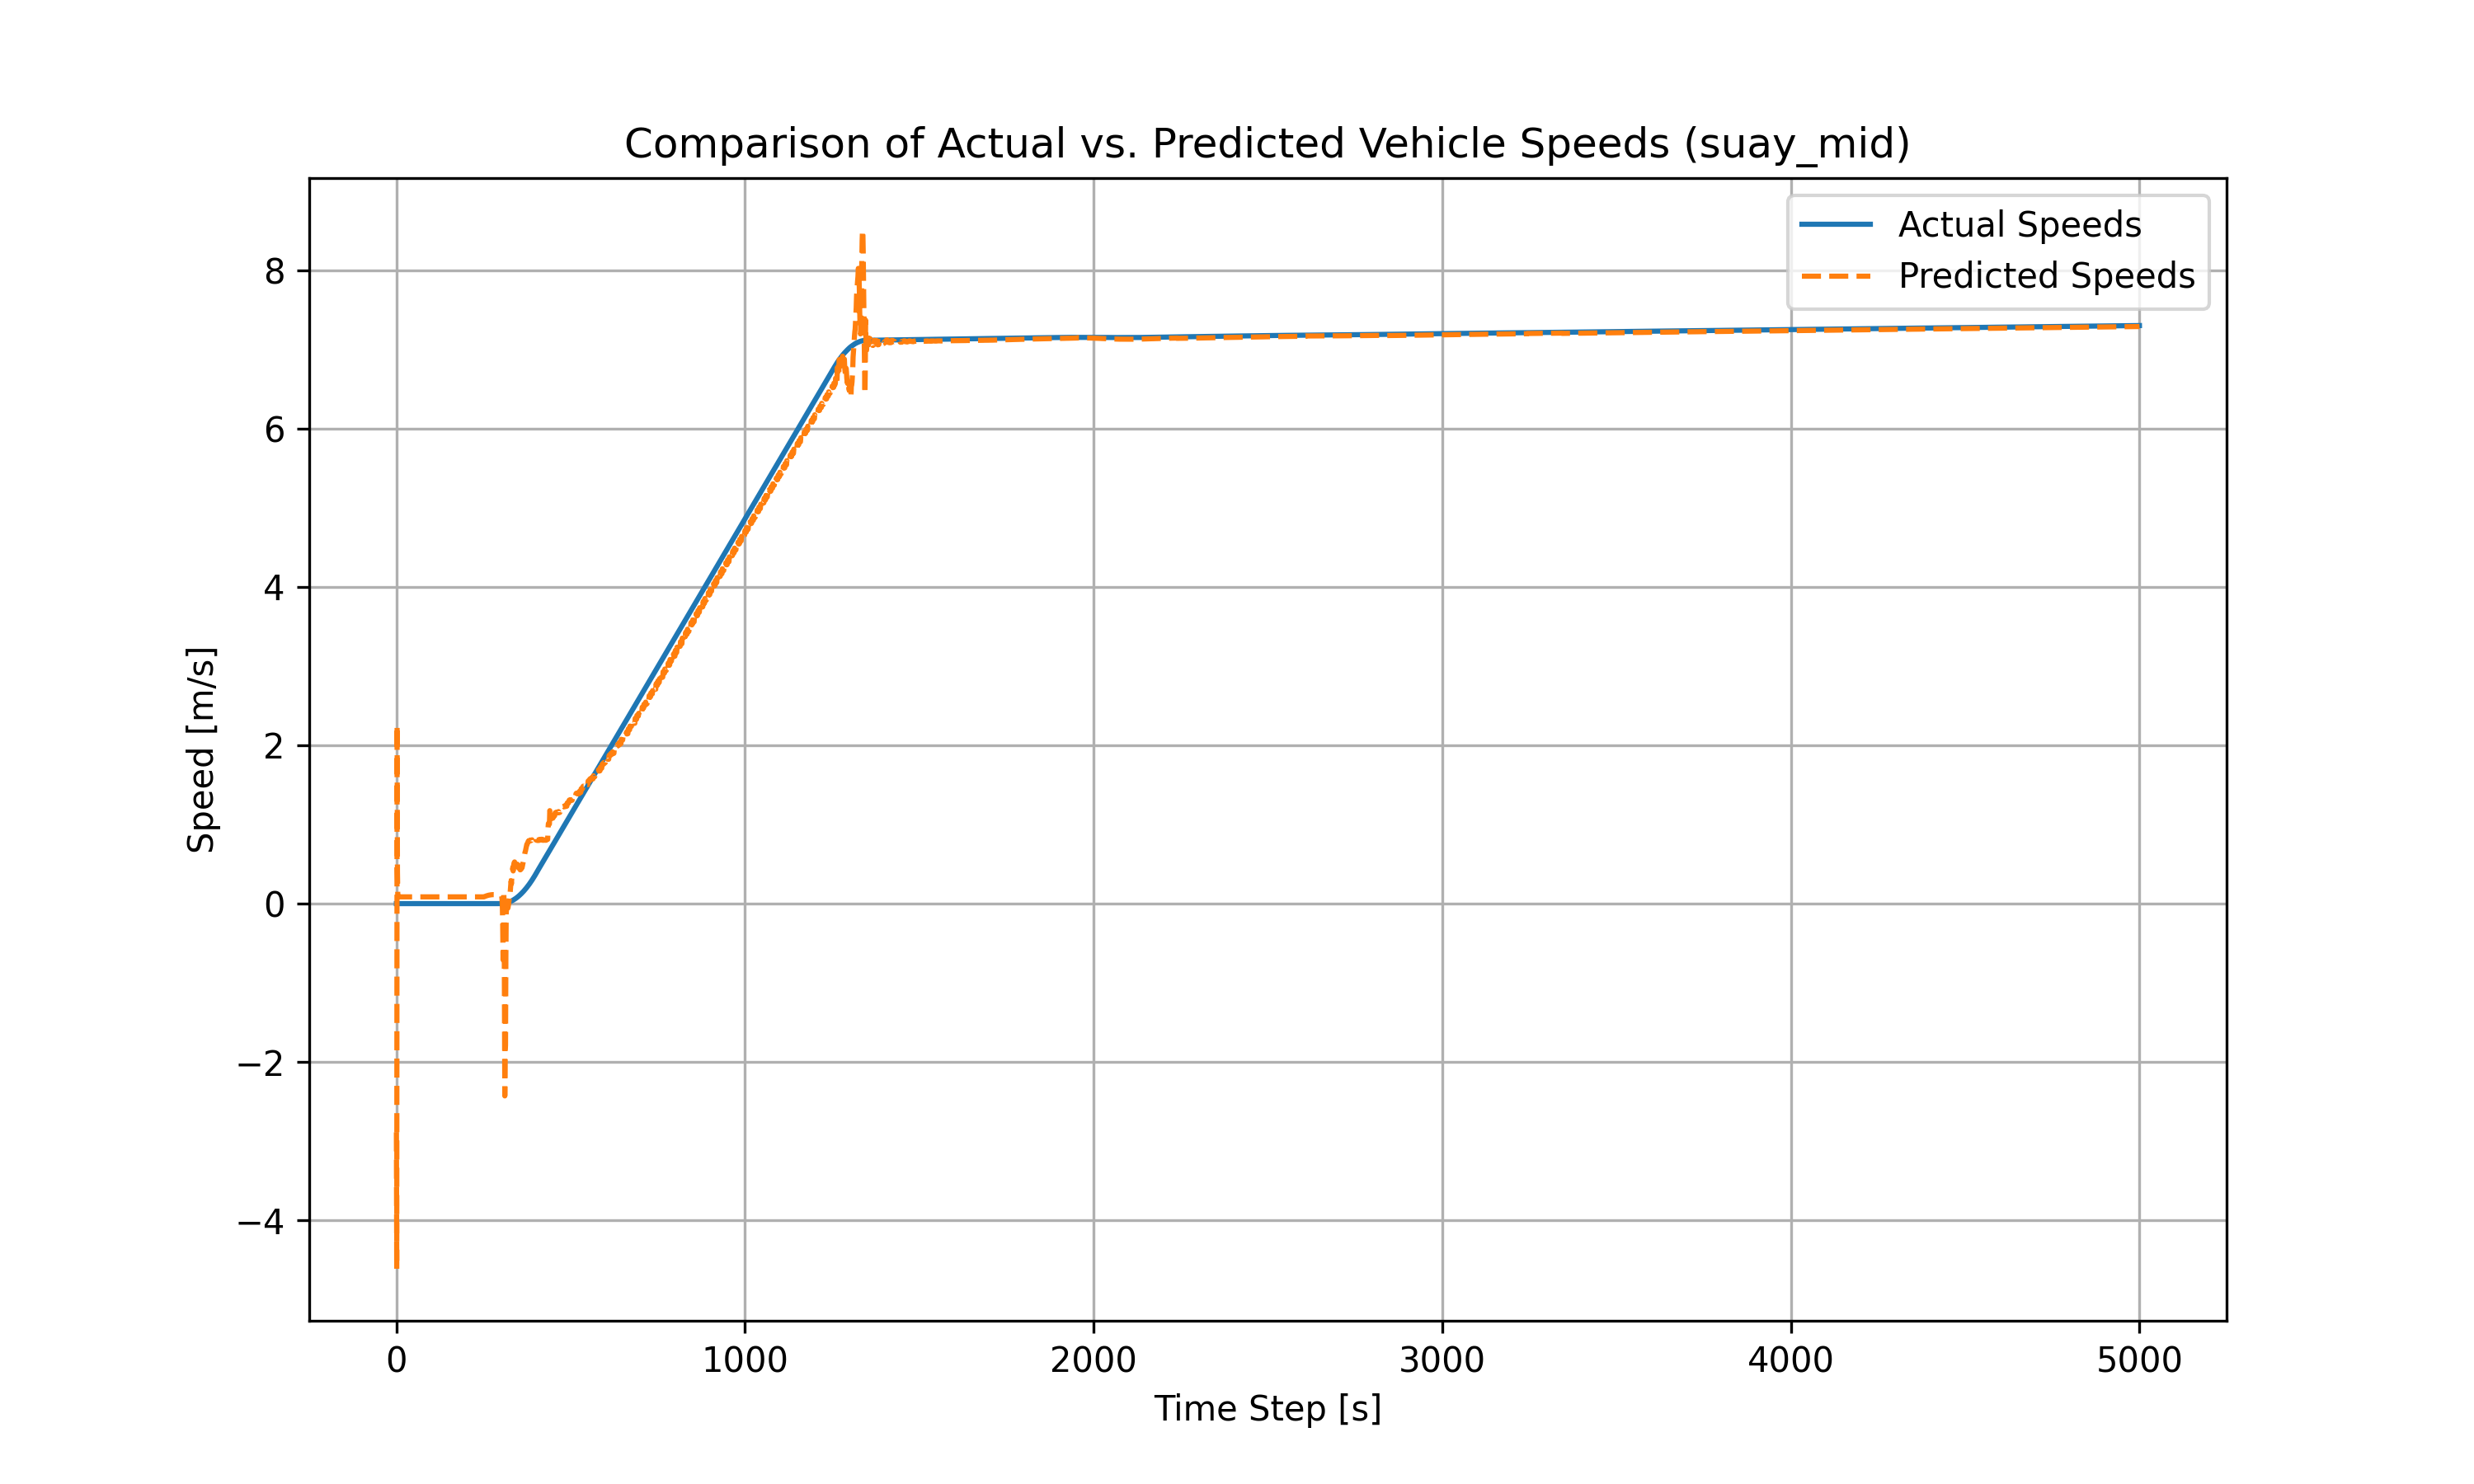 Comparison of Actual vs. Predicted Vehicle Speeds (suay_mid)
Actual Speeds
Predicted Speeds
8
6
4
2
0
−2
−4
Speed [m/s]
0 1000 2000 3000 4000 5000
Time Step [s]